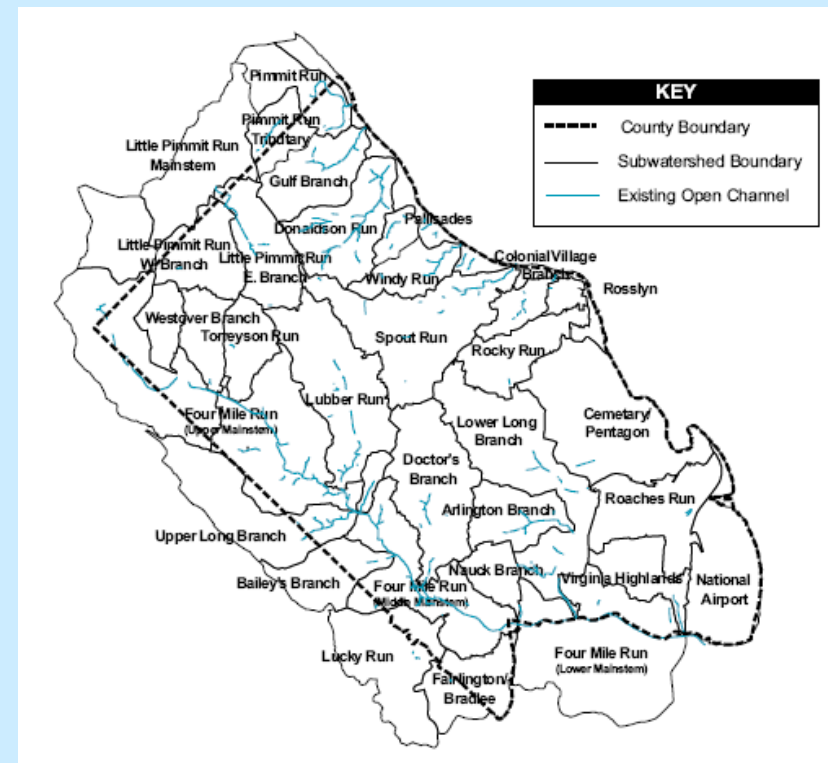 KEY
County Boundary
Subwatershed Boundary
Existing Open Channel
Pimmit Run
Pimmit Run
Tributary
Little Pimmit Run
Mainstem
Gulf Branch
Donaldson Run
Pallisades
Little Pimmit Run
W. Branch
Little Pimmit Run
E. Branch
Windy Run
Colonial Village
Branch
Rosslyn
Westover Branch
Torreyson Run
Spout Run
Rocky Run
Lubber Run
Four Mile Run
(Upper Mainstem)
Lower Long
Branch
Cemetary/
Pentagon
Doctor's
Branch
Roaches Run
Arlington Branch
Upper Long Branch
Bailey's Branch
Nauck Branch
Virginia Highlands
National
Airport
Four Mile Run
(Middle Mainstem)
Lucky Run
Four Mile Run
(Lower Mainstem)
Fairlington/
Bradlee